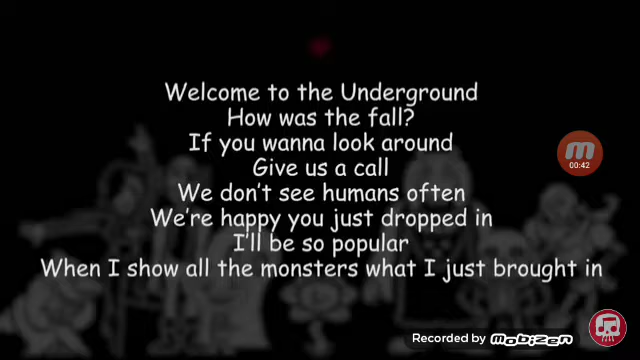 Welcome to the Underground
How was the fall?
If you wanna look around
Give us a call
We don't see humans often
We're happy you just dropped in
I'll be so popular
When I show all the monsters what I just brought in
00:42
Recorded by mobizen